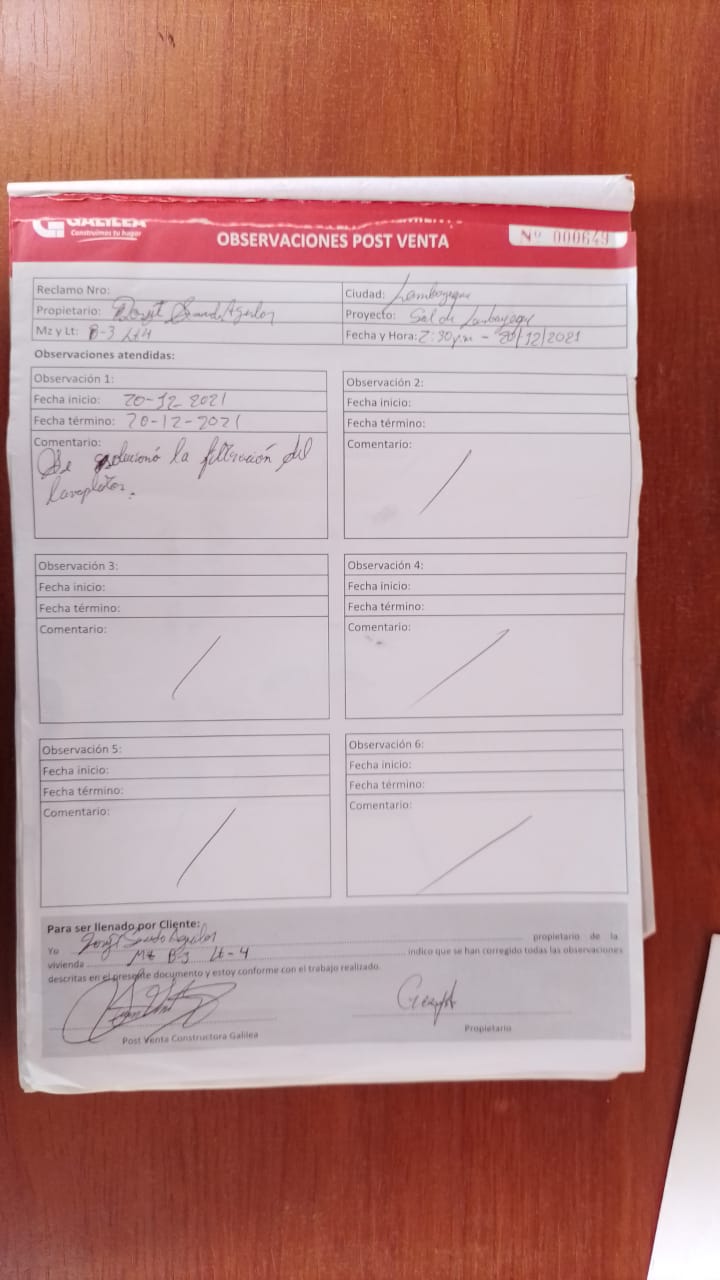 GALILEA
Construimos tu hogar
OBSERVACIONES POST VENTA
Nº 000649
Reclamo Nro:
Ciudad: Lambayeque
Propietario: Aguilar
Proyecto: Sol de Lambayeque
Mz y Lt: B-3 Lt4
Fecha y Hora: 2:30pm - 20/12/2021
Observaciones atendidas:
Observación 1:
Fecha inicio: 20-12-2021
Fecha término: 20-12-2021
Comentario:
Se solucionó la filtración del
lavaplatos.
Observación 2:
Fecha inicio:
Fecha término:
Comentario:
Observación 3:
Fecha inicio:
Fecha término:
Comentario:
Observación 4:
Fecha inicio:
Fecha término:
Comentario:
Observación 5:
Fecha inicio:
Fecha término:
Comentario:
Observación 6:
Fecha inicio:
Fecha término:
Comentario:
Para ser llenado por Cliente:
Yo Aguilar propietario de la
vivienda Mz B-3 Lt-4 indico que se han corregido todas las observaciones
descritas en el presente documento y estoy conforme con el trabajo realizado.
Post Venta Constructora Galilea
Propietario